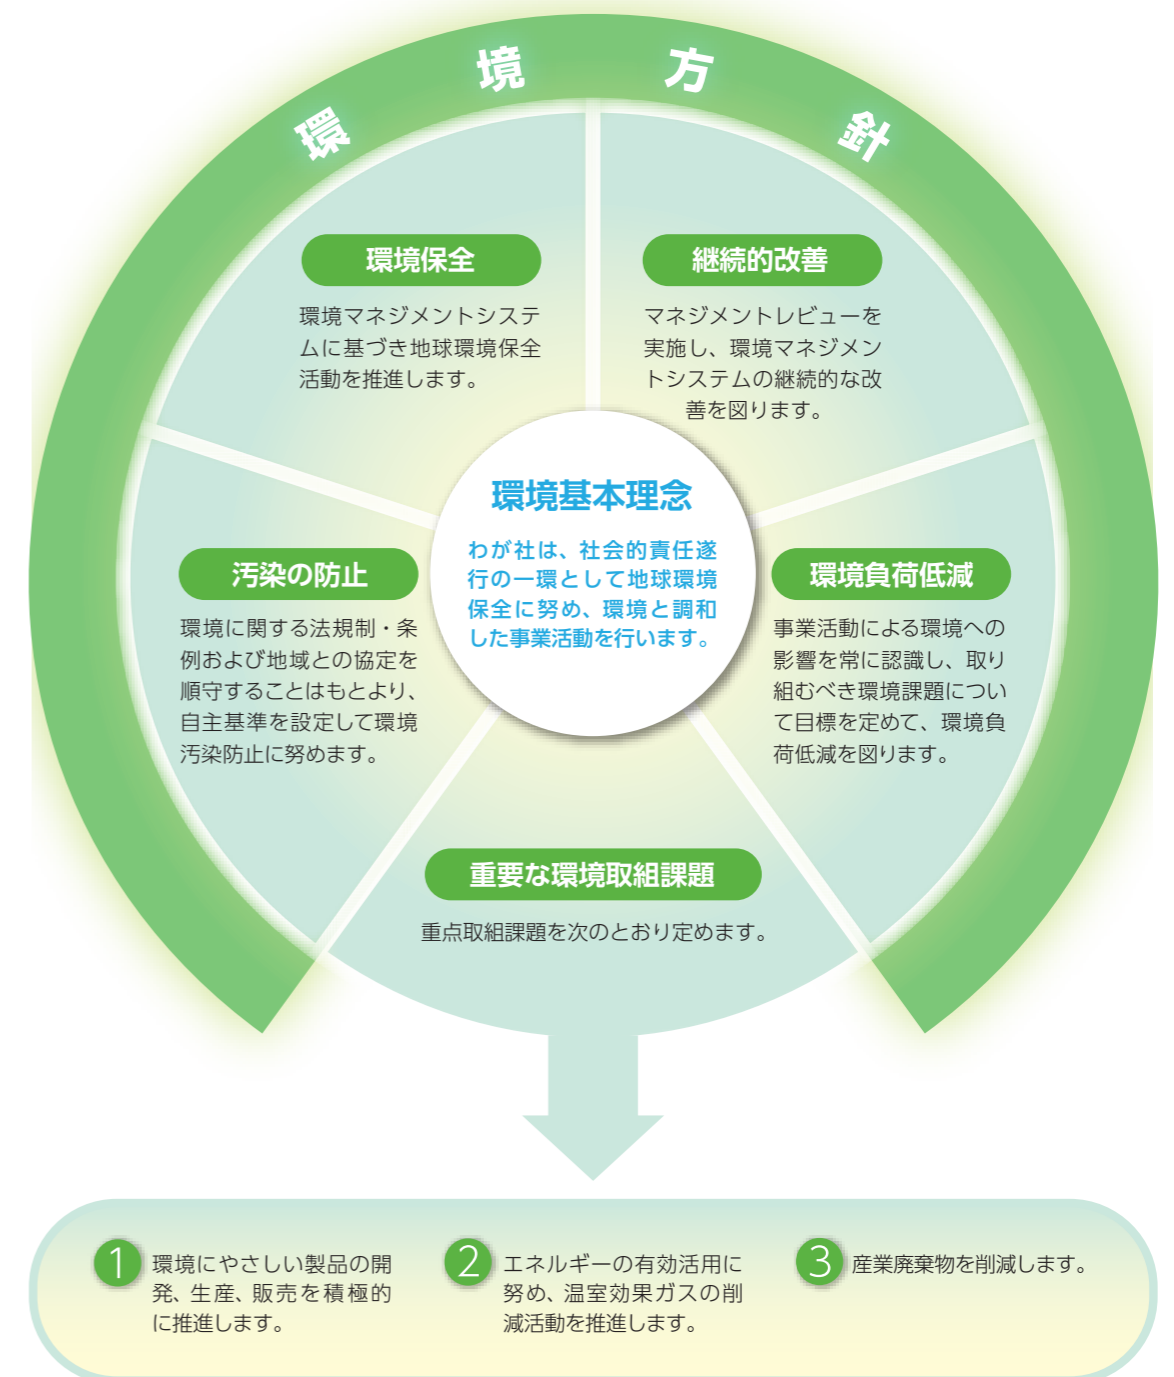 環境方針
環境保全
環境マネジメントシステ
ムに基づき地球環境保全
活動を推進します。
継続的改善
マネジメントレビューを
実施し、環境マネジメン
トシステムの継続的な改
善を図ります。
環境基本理念
わが社は、社会的責任遂
行の一環として地球環境
保全に努め、環境と調和
した事業活動を行います。
汚染の防止
環境に関する法規制・条
例および地域との協定を
順守することはもとより、
自主基準を設定して環境
汚染防止に努めます。
環境負荷低減
事業活動による環境への
影響を常に認識し、取り
組むべき環境課題につい
て目標を定めて、環境負
荷低減を図ります。
重要な環境取組課題
重点取組課題を次のとおり定めます。
1 環境にやさしい製品の開
発、生産、販売を積極的
に推進します。
2 エネルギーの有効活用に
努め、温室効果ガスの削
減活動を推進します。
3 産業廃棄物を削減します。